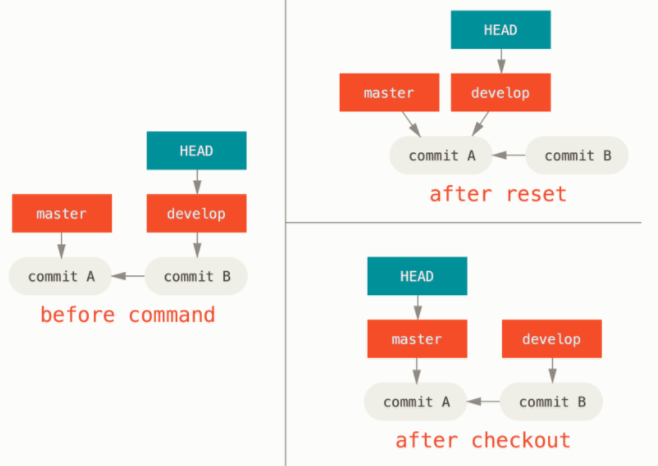 HEAD
master develop
commit A commit B
before command
HEAD
master develop
commit A commit B
after reset
HEAD
master develop
commit A commit B
after checkout